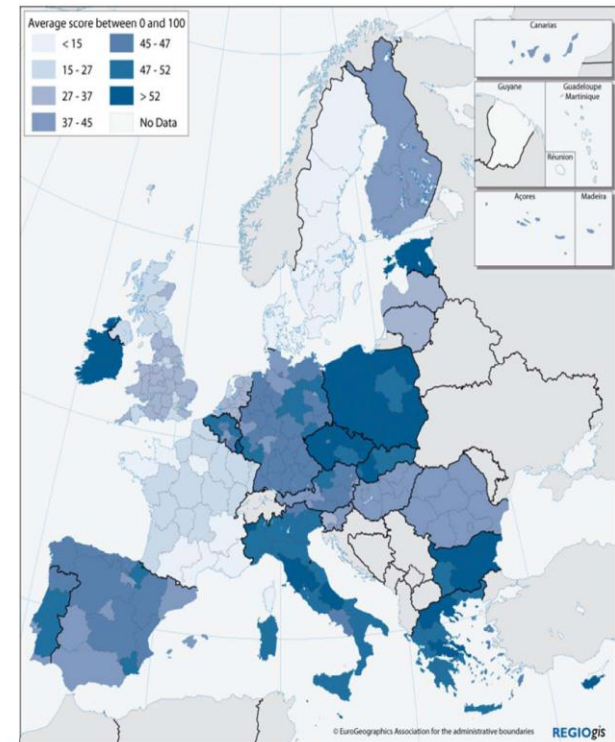 Average score between 0 and 100
< 15
15 - 27
27 - 37
37 - 45
45 - 47
47 - 52
> 52
No Data
Canarias
Guyane
Guadeloupe
Martinique
Réunion
Açores
Madeira
© EuroGeographics Association for the administrative boundaries
REGIOgis